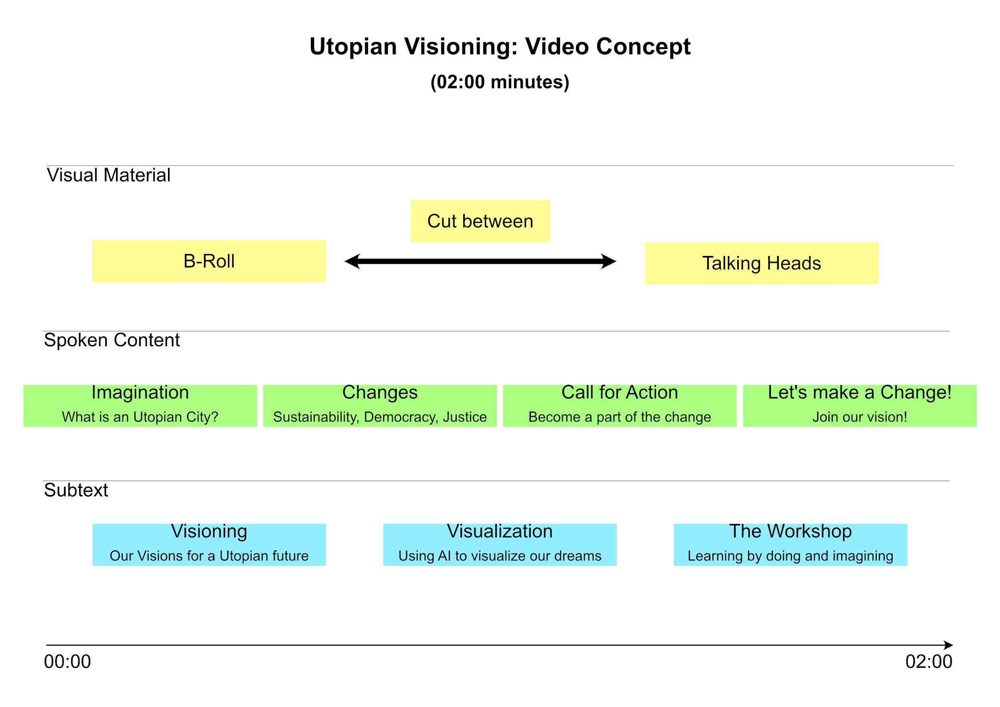 Utopian Visioning: Video Concept
(02:00 minutes)
Visual Material
Cut between
B-Roll
Talking Heads
Spoken Content
Imagination
What is an Utopian City?
Changes
Sustainability, Democracy, Justice
Call for Action
Become a part of the change
Let's make a Change!
Join our vision!
Subtext
Visioning
Our Visions for a Utopian future
Visualization
Using AI to visualize our dreams
The Workshop
Learning by doing and imagining
00:00
02:00